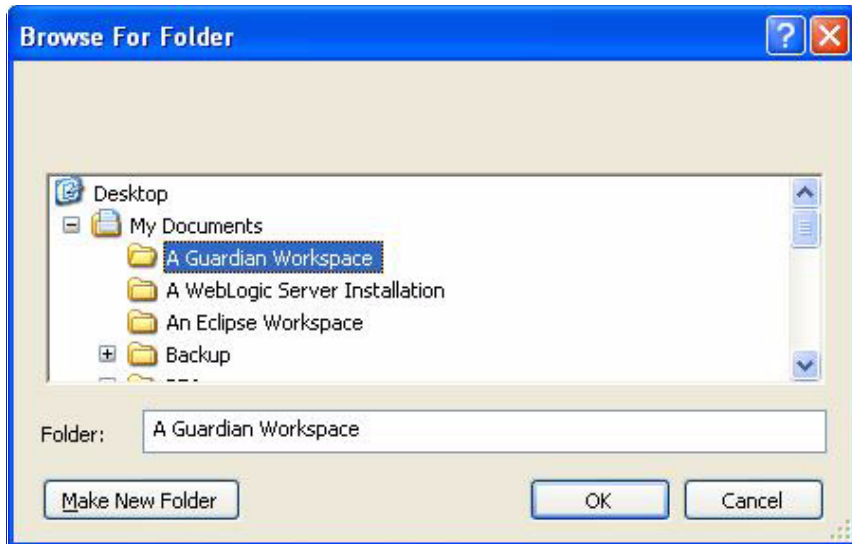 Browse For Folder
Desktop
My Documents
A Guardian Workspace
A WebLogic Server Installation
An Eclipse Workspace
Backup
Folder: A Guardian Workspace
Make New Folder OK Cancel